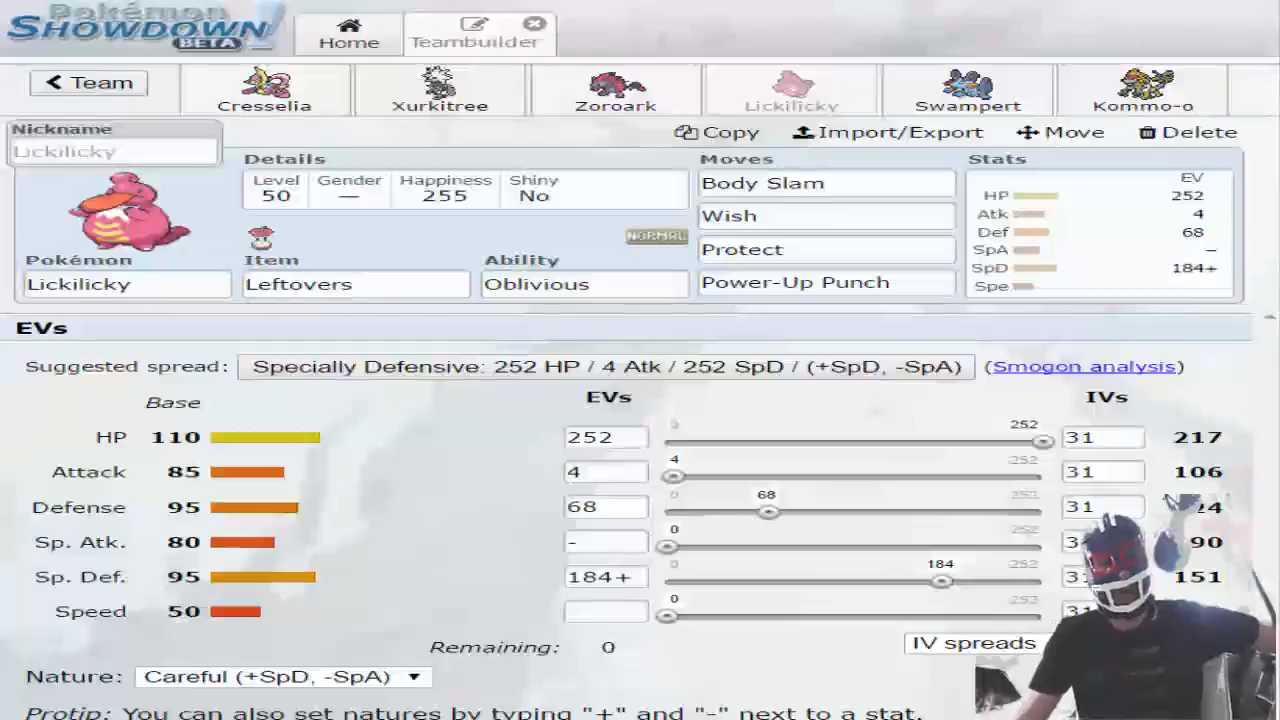 Pokémon
SHOWDOWN!
BETA
Home
Teambuilder
Team
Cresselia
Xurkitree
Zoroark
Lickilicky
Swampert
Kommo-o
Nickname
Lickilicky
Copy
Import/Export
Move
Delete
Details
Moves
Stats
Level
Gender
Happiness
Shiny
50
—
255
No
Body Slam
Wish
Protect
Power-Up Punch
EV
HP 252
Atk 4
Def 68
SpA –
SpD 184+
Spe
NORMAL
Pokémon
Item
Ability
Lickilicky
Leftovers
Oblivious
EVs
Suggested spread: Specially Defensive: 252 HP / 4 Atk / 252 SpD / (+SpD, -SpA) (Smogon analysis)
Base EVs IVs
HP 110 252 0 252 31 217
Attack 85 4 4 252 31 106
Defense 95 68 0 68 252 31
Sp. Atk. 80 - 0 252 90
Sp. Def. 95 184+ 0 184 252 151
Speed 50 0 252
Remaining: 0
IV spreads
Nature: Careful (+SpD, -SpA)
Protip: You can also set natures by typing "+" and "-" next to a stat.